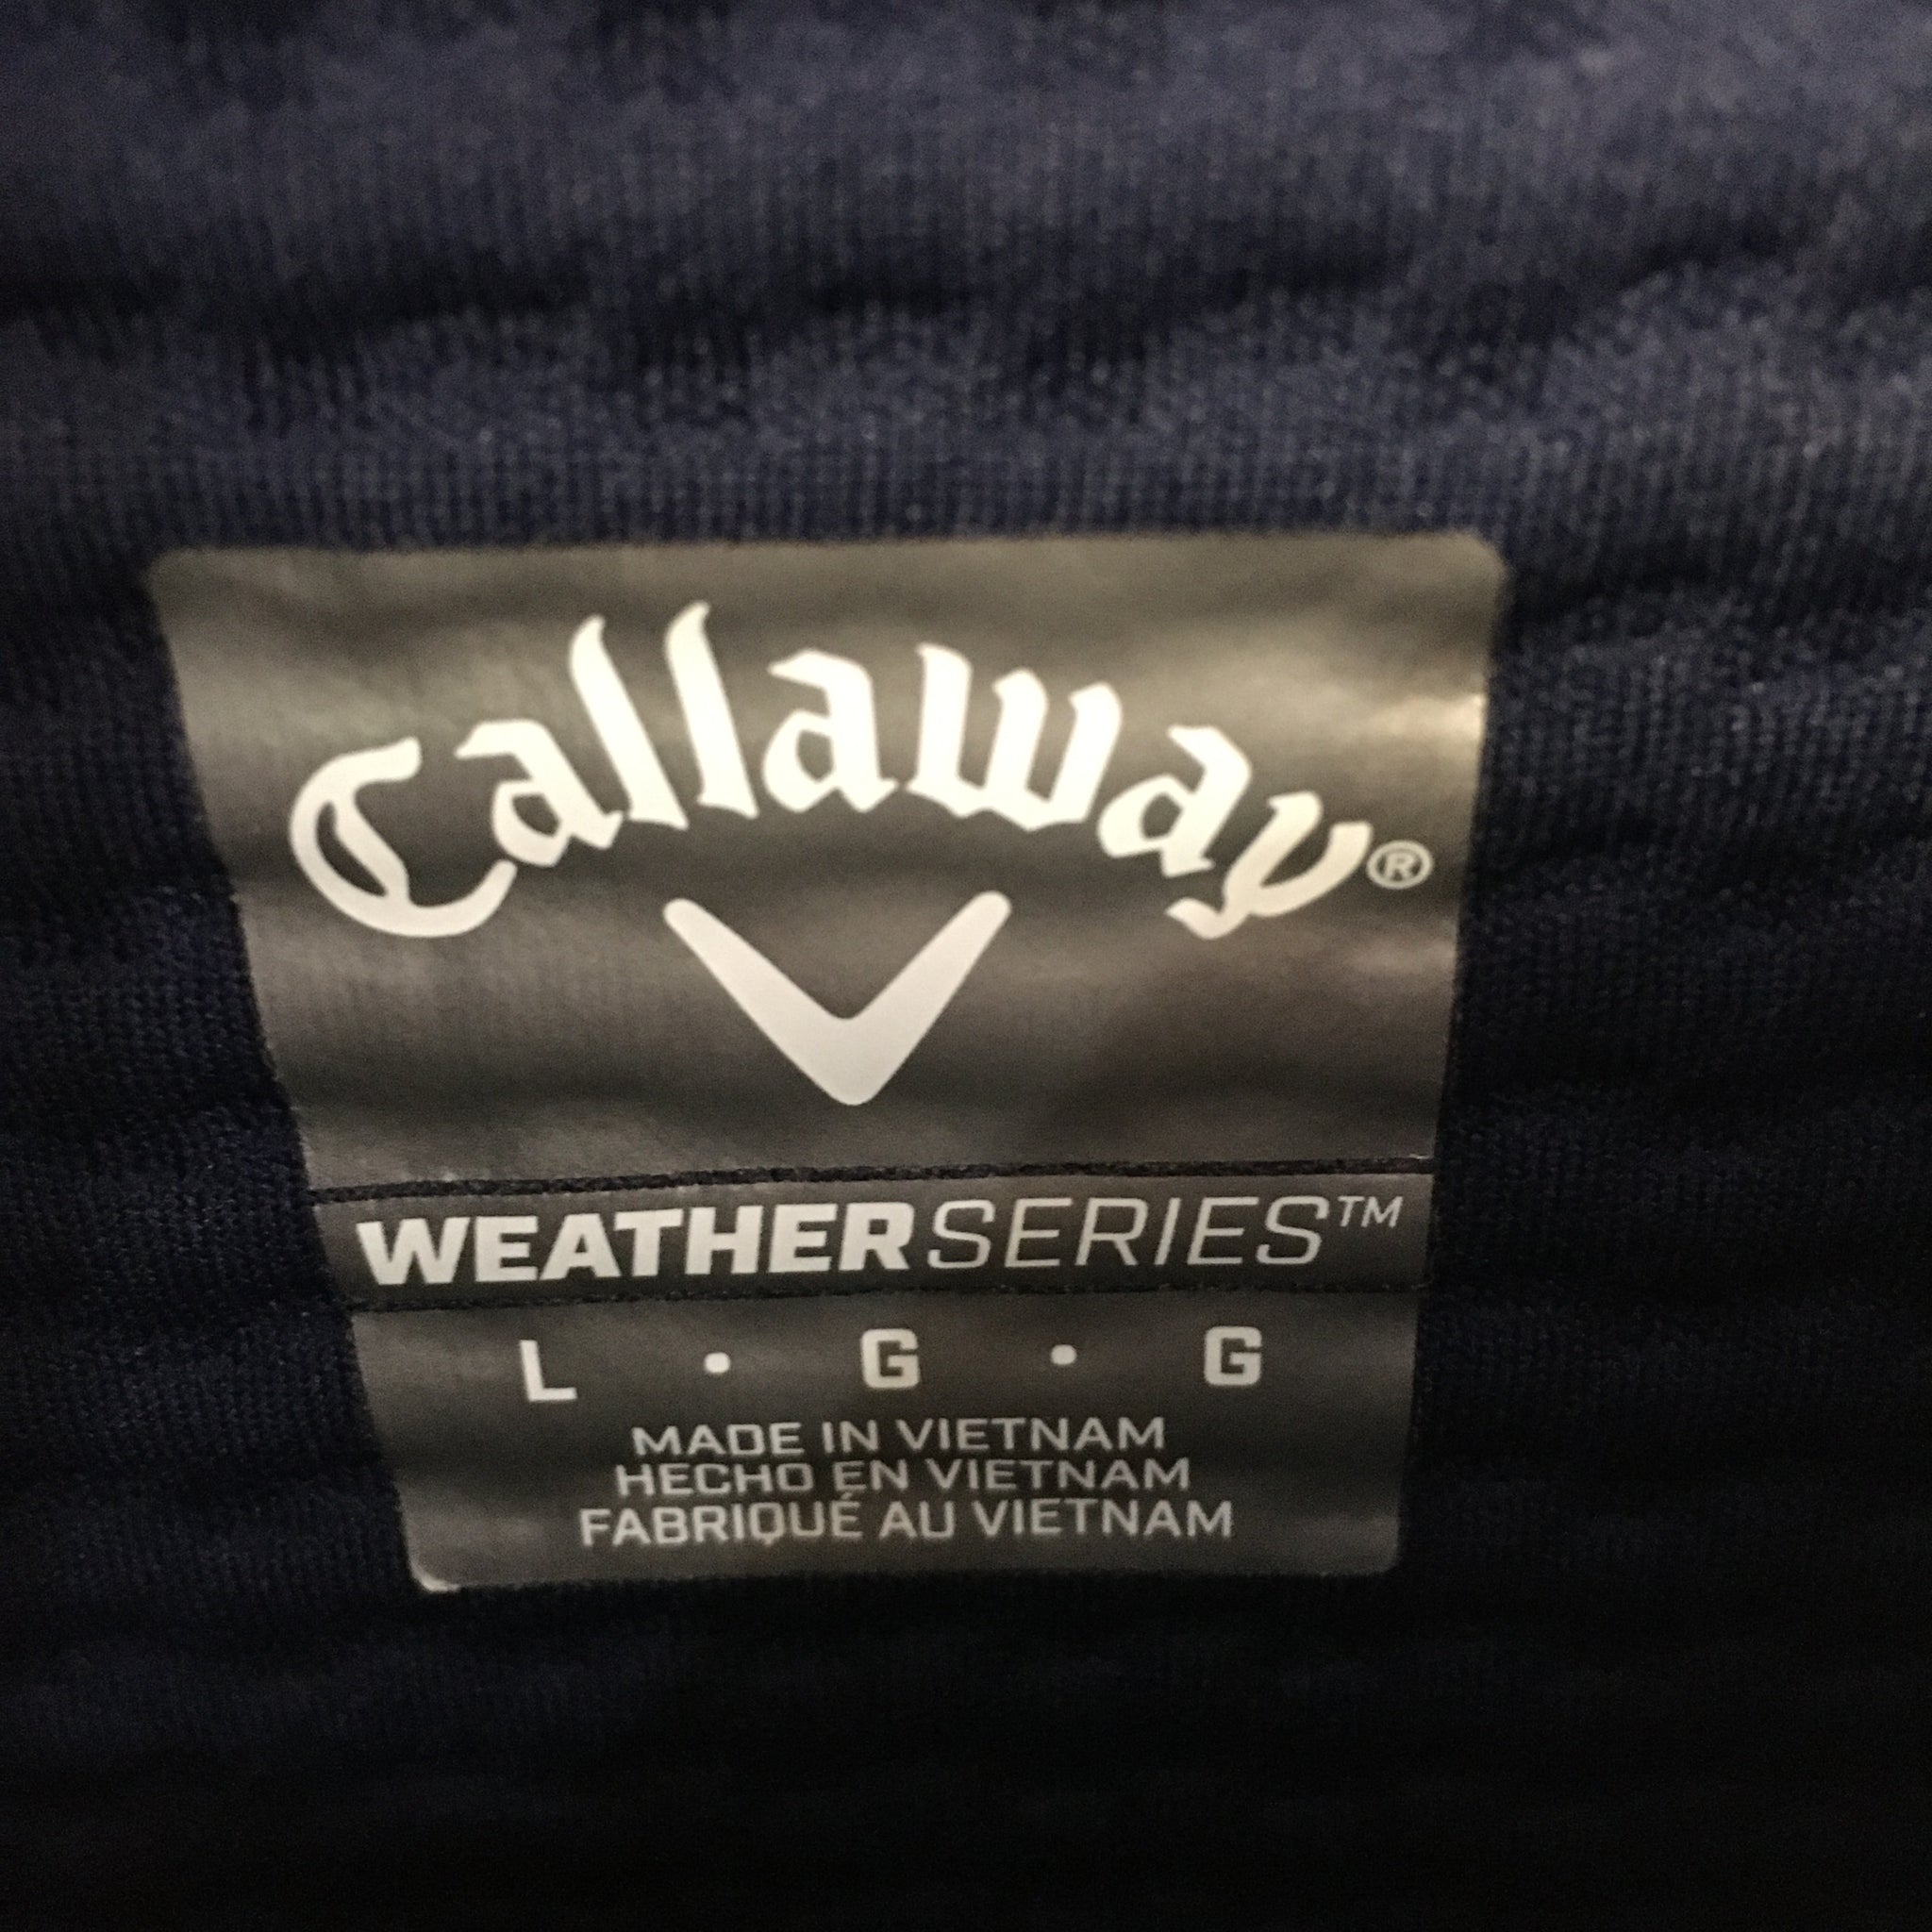 Callaway®
WEATHERSERIES™
L • G • G
MADE IN VIETNAM
HECHO EN VIETNAM
FABRIQUÉ AU VIETNAM